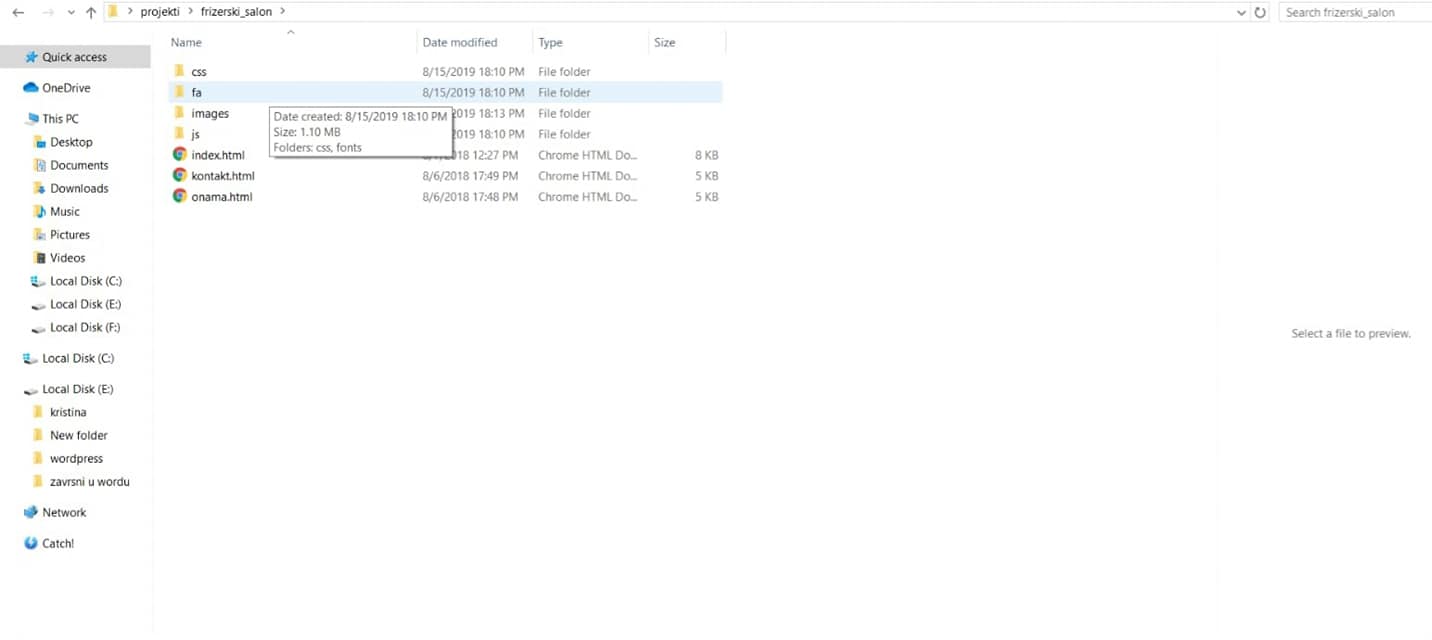 projekti > frizerski_salon >
Search frizerski_salon
Name Date modified Type Size
Quick access
OneDrive
This PC
Desktop
Documents
Downloads
Music
Pictures
Videos
Local Disk (C:)
Local Disk (E:)
Local Disk (F:)
Local Disk (C:)
Local Disk (E:)
kristina
New folder
wordpress
zavrsni u wordu
Network
Catch!
css 8/15/2019 18:10 PM File folder
fa 8/15/2019 18:10 PM File folder
images 2019 18:13 PM File folder
js 2019 18:10 PM File folder
index.html 2018 12:27 PM Chrome HTML Do... 8 KB
kontakt.html 8/6/2018 17:49 PM Chrome HTML Do... 5 KB
onama.html 8/6/2018 17:48 PM Chrome HTML Do... 5 KB
Date created: 8/15/2019 18:10 PM
Size: 1.10 MB
Folders: css, fonts
Select a file to preview.